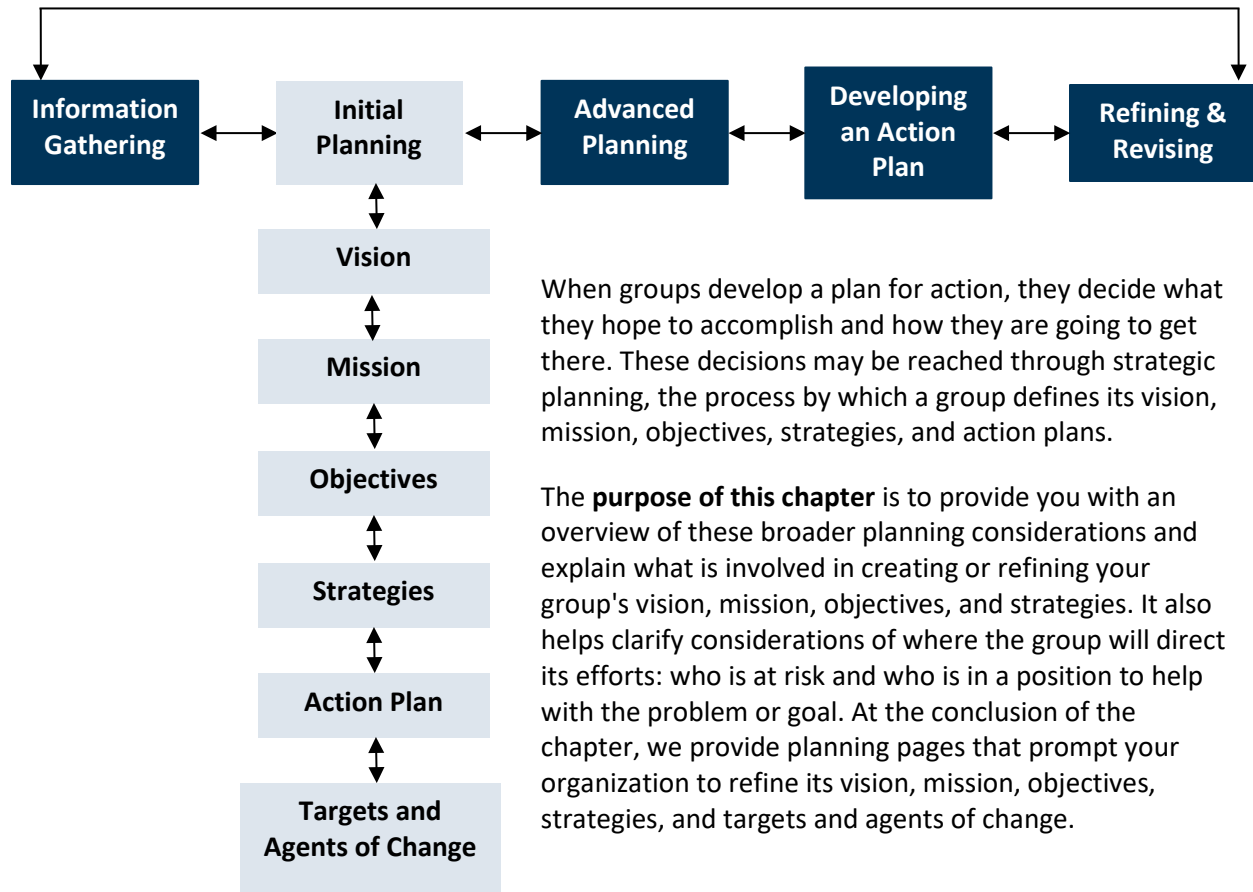 Information
Gathering
Initial
Planning
Advanced
Planning
Developing
an Action
Plan
Refining &
Revising
Vision
Mission
Objectives
Strategies
Action Plan
Targets and
Agents of Change
When groups develop a plan for action, they decide what
they hope to accomplish and how they are going to get
there. These decisions may be reached through strategic
planning, the process by which a group defines its vision,
mission, objectives, strategies, and action plans.
The purpose of this chapter is to provide you with an
overview of these broader planning considerations and
explain what is involved in creating or refining your
group's vision, mission, objectives, and strategies. It also
helps clarify considerations of where the group will direct
its efforts: who is at risk and who is in a position to help
with the problem or goal. At the conclusion of the
chapter, we provide planning pages that prompt your
organization to refine its vision, mission, objectives,
strategies, and targets and agents of change.